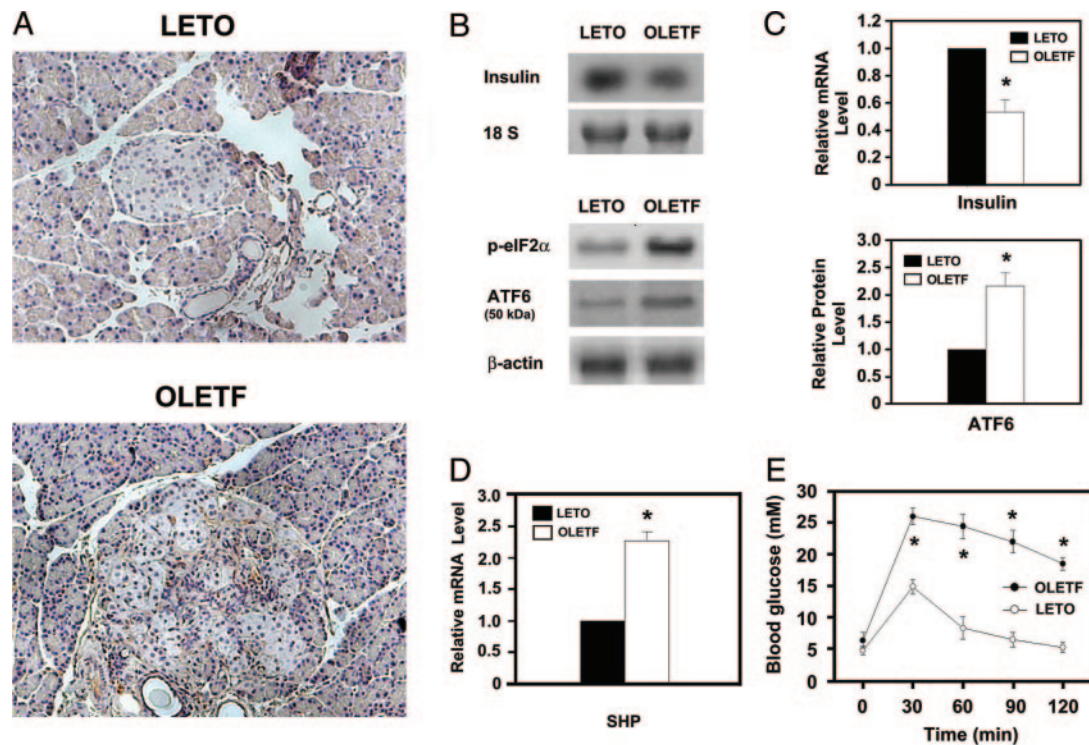 A
LETO
OLETF
B
LETO OLETF
Insulin
18 S
LETO OLETF
p-eIF2α
ATF6
(50 kDa)
β-actin
C
Relative mRNA
Level
1.2
1.0
0.8
0.6
0.4
0.2
0
LETO
OLETF
*
Insulin
Relative Protein
Level
3.0
2.5
2.0
1.5
1.0
0.5
0
LETO
OLETF
*
ATF6
D
Relative mRNA Level
3.0
2.5
2.0
1.5
1.0
0.5
0
LETO
OLETF
*
SHP
E
Blood glucose (mM)
30
25
20
15
10
5
0
* * * *
OLETF
LETO
0 30 60 90 120
Time (min)